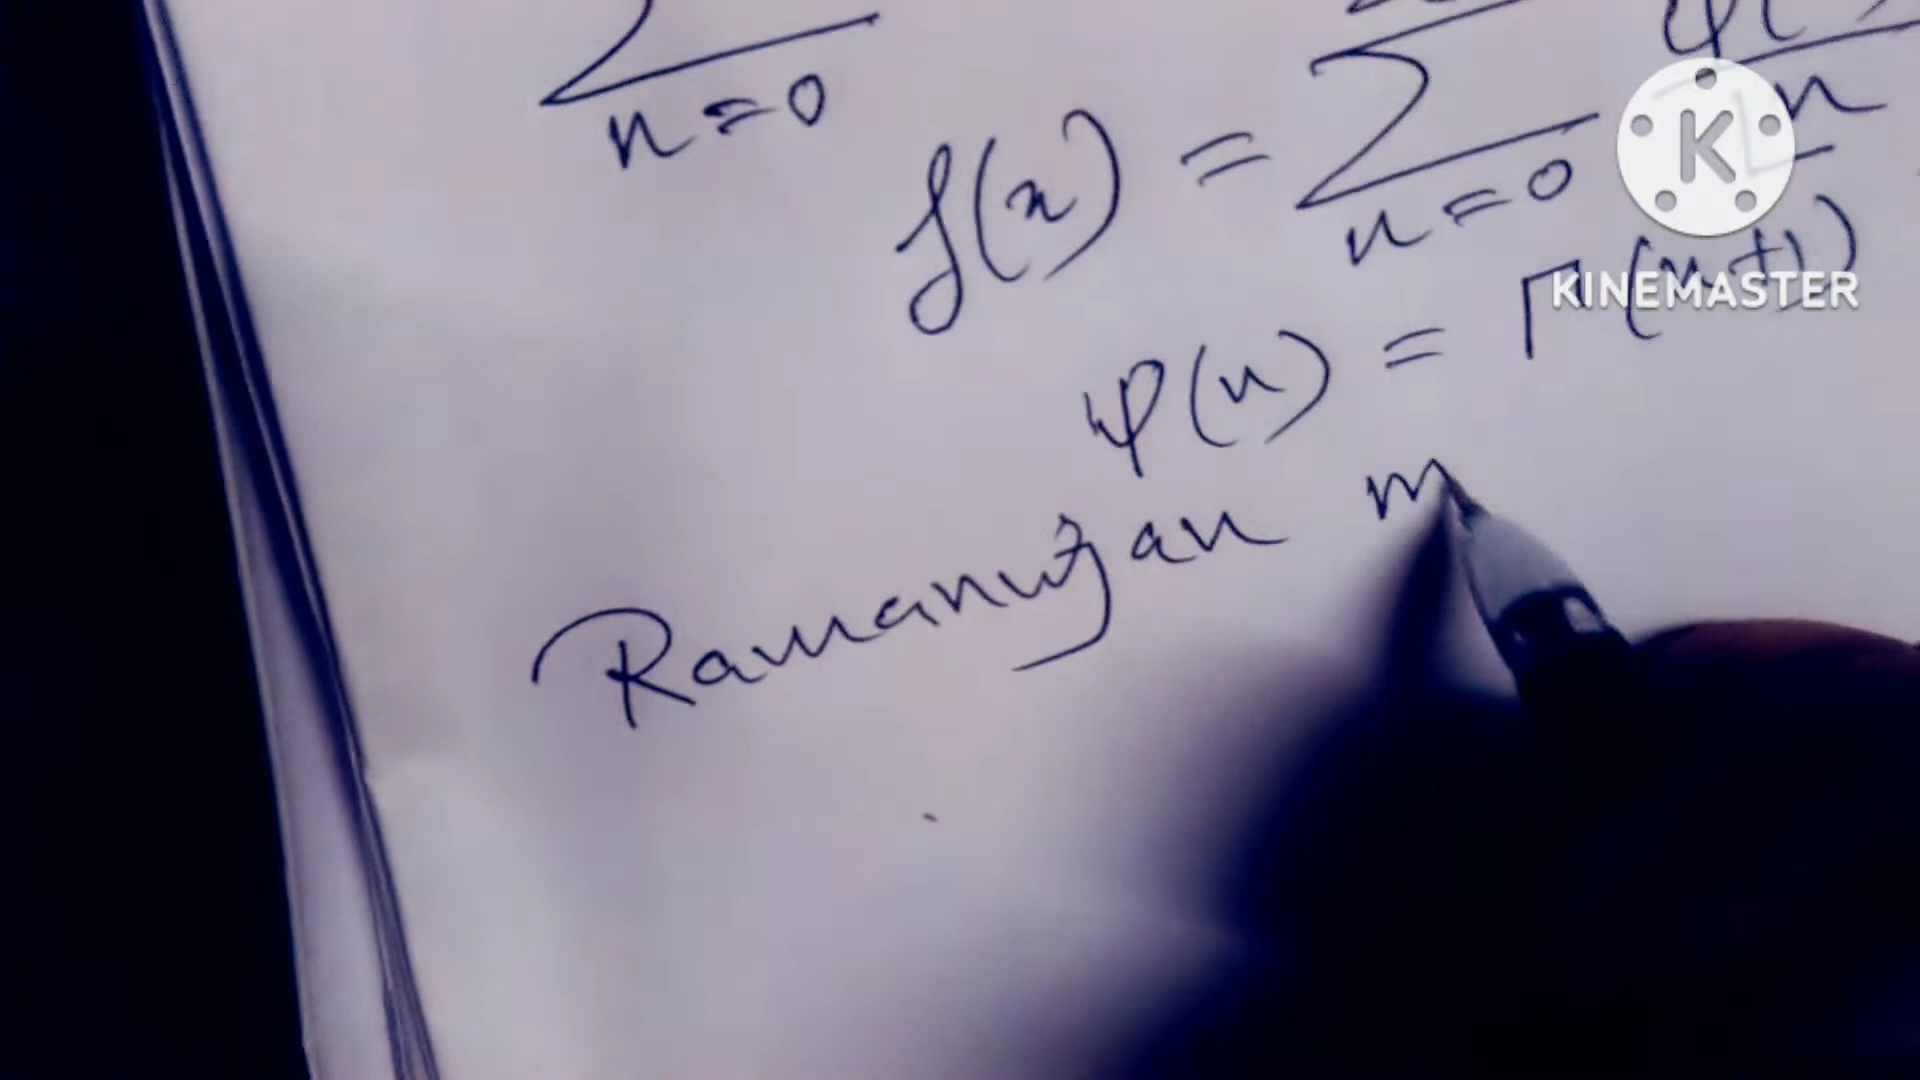 ∑ n=0
f(x) = ∑ n=0 φ( n
K
KINEMASTER
φ(n) = Γ(n+1)
Ramanujan m